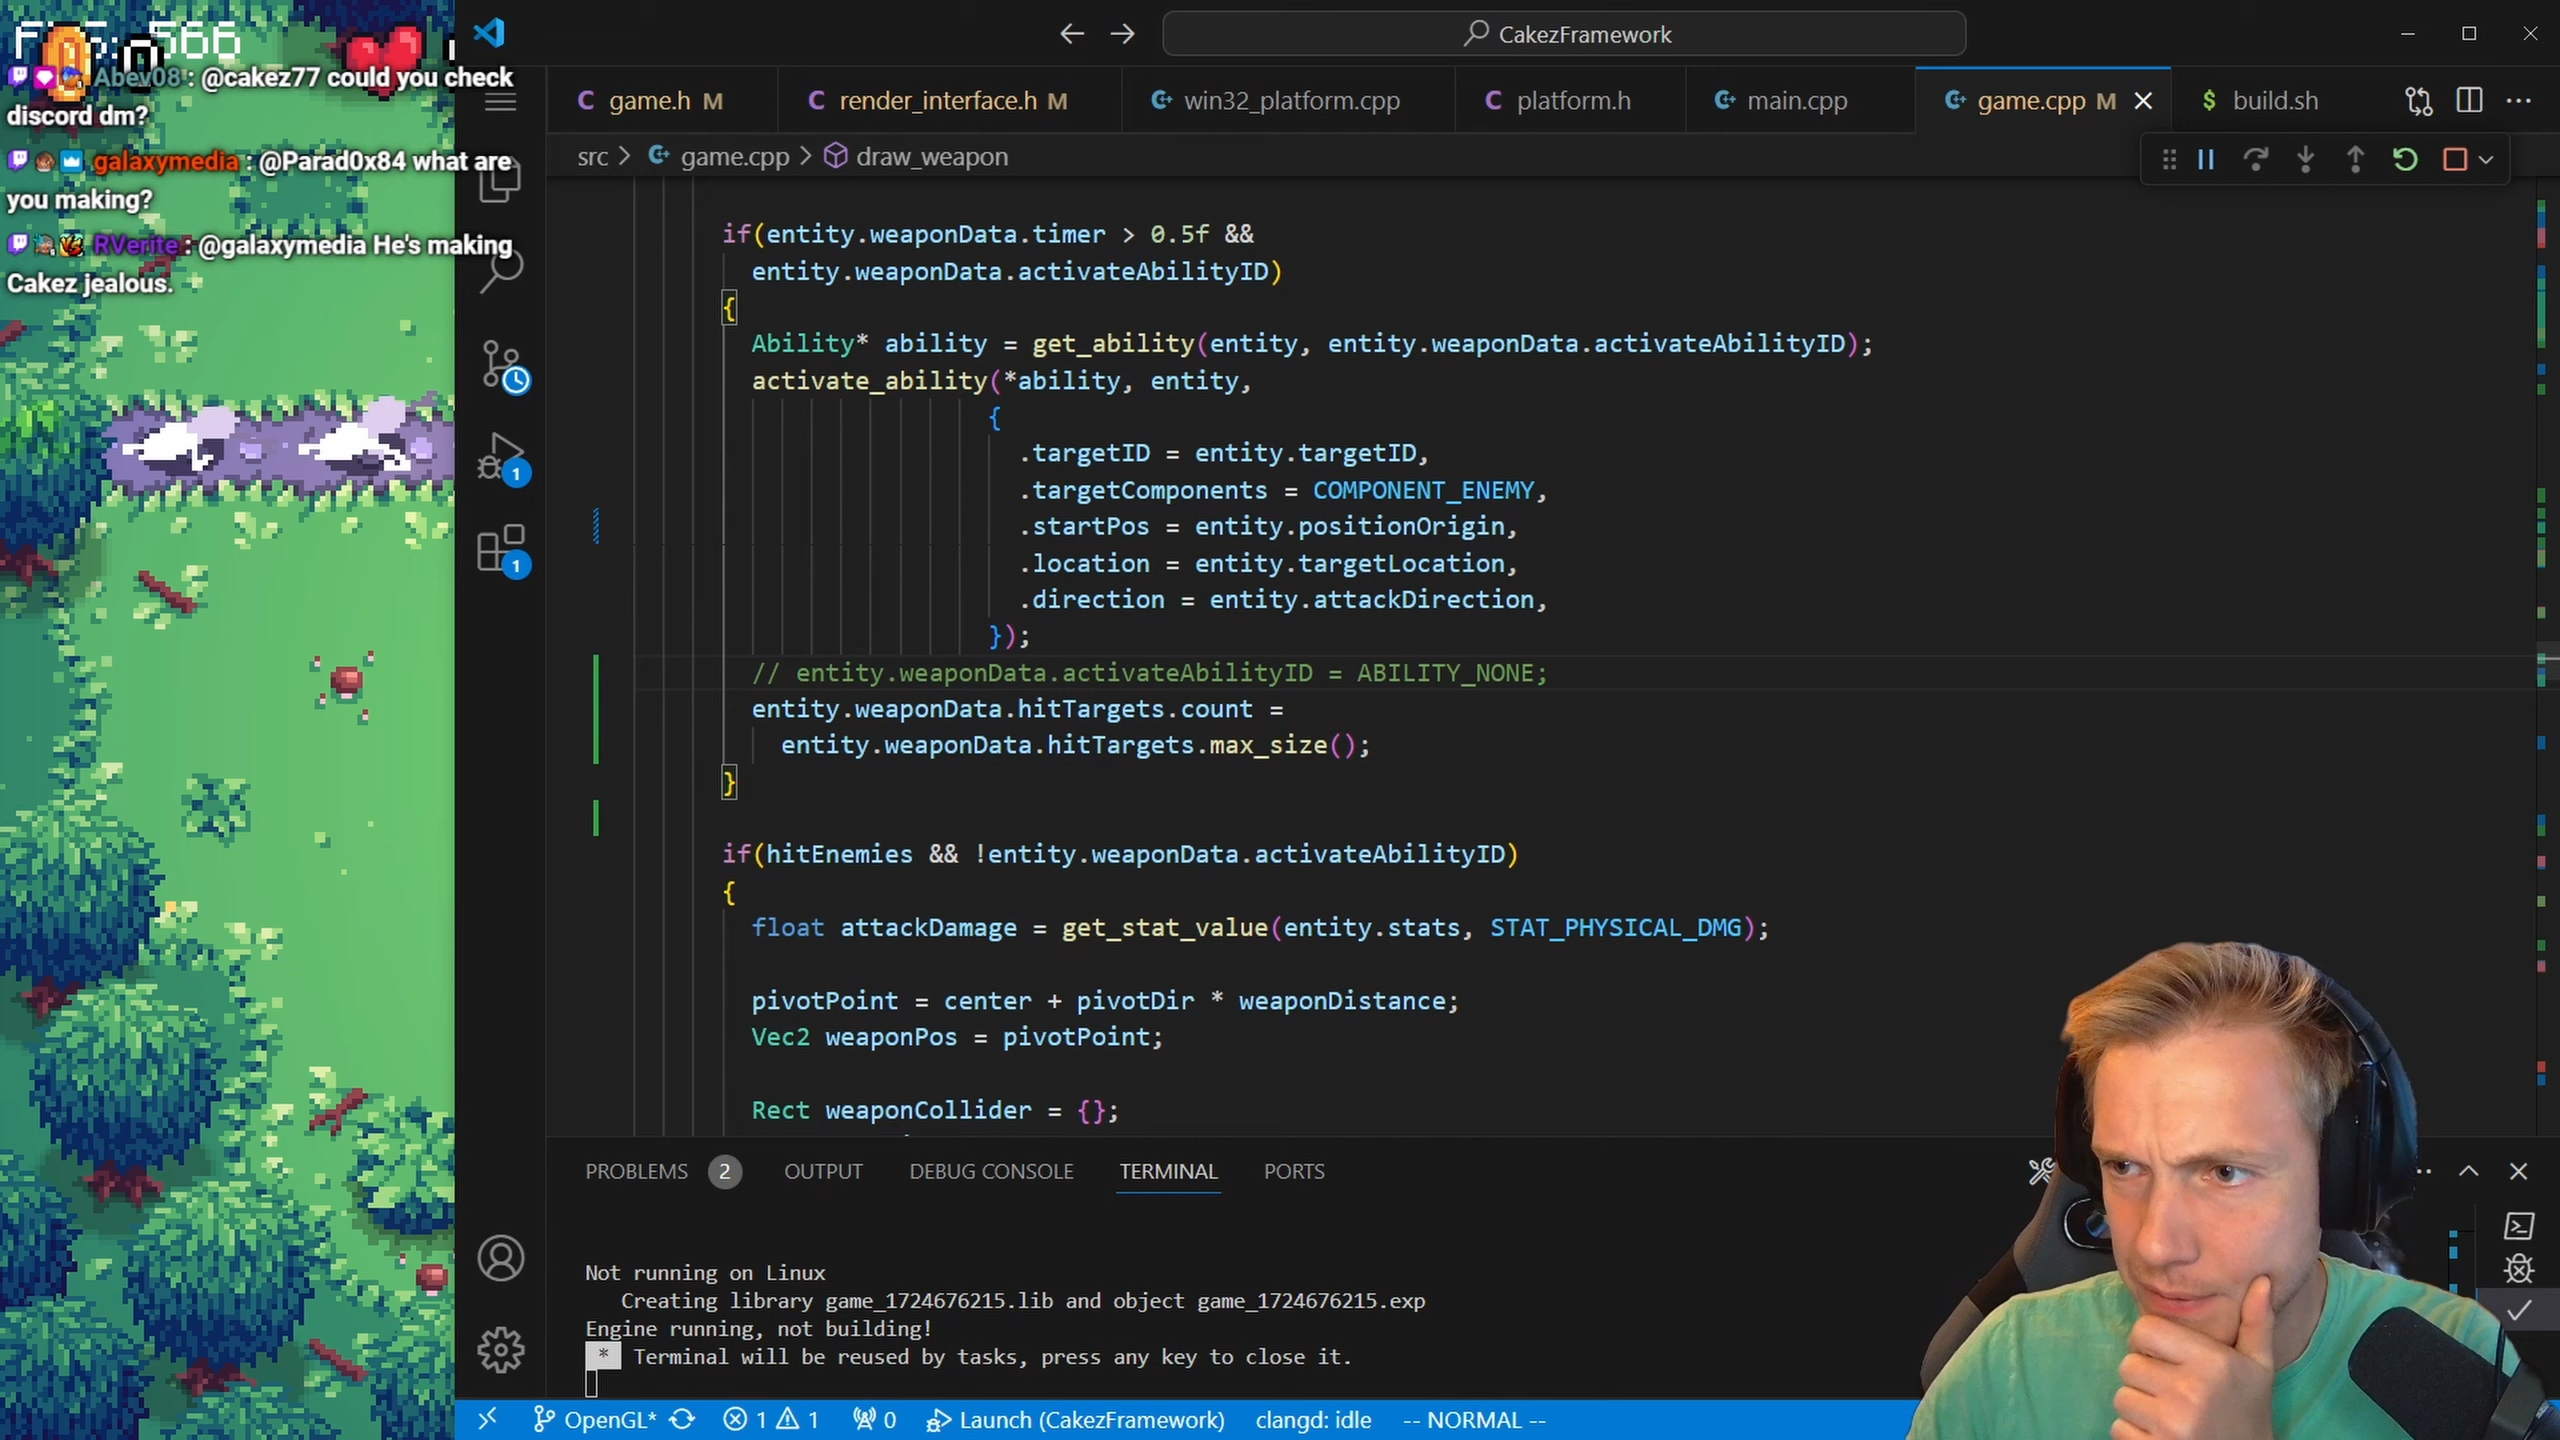 566
0
Abev08 : @cakez77 could you check
discord dm?
galaxymedia : @Parad0x84 what are
you making?
RVerite : @galaxymedia He's making
Cakez jealous.
CakezFramework
C game.h M
C render_interface.h M
win32_platform.cpp
C platform.h
main.cpp
game.cpp M
$ build.sh
src > game.cpp > draw_weapon
if(entity.weaponData.timer > 0.5f &&
entity.weaponData.activateAbilityID)
{
Ability* ability = get_ability(entity, entity.weaponData.activateAbilityID);
activate_ability(*ability, entity,
{
.targetID = entity.targetID,
.targetComponents = COMPONENT_ENEMY,
.startPos = entity.positionOrigin,
.location = entity.targetLocation,
.direction = entity.attackDirection,
});
// entity.weaponData.activateAbilityID = ABILITY_NONE;
entity.weaponData.hitTargets.count =
entity.weaponData.hitTargets.max_size();
}
if(hitEnemies && !entity.weaponData.activateAbilityID)
{
float attackDamage = get_stat_value(entity.stats, STAT_PHYSICAL_DMG);
pivotPoint = center + pivotDir * weaponDistance;
Vec2 weaponPos = pivotPoint;
Rect weaponCollider = {};
1
1
PROBLEMS 2 OUTPUT DEBUG CONSOLE TERMINAL PORTS
Not running on Linux
Creating library game_1724676215.lib and object game_1724676215.exp
Engine running, not building!
* Terminal will be reused by tasks, press any key to close it.
OpenGL* 1 1 0 Launch (CakezFramework) clangd: idle -- NORMAL --